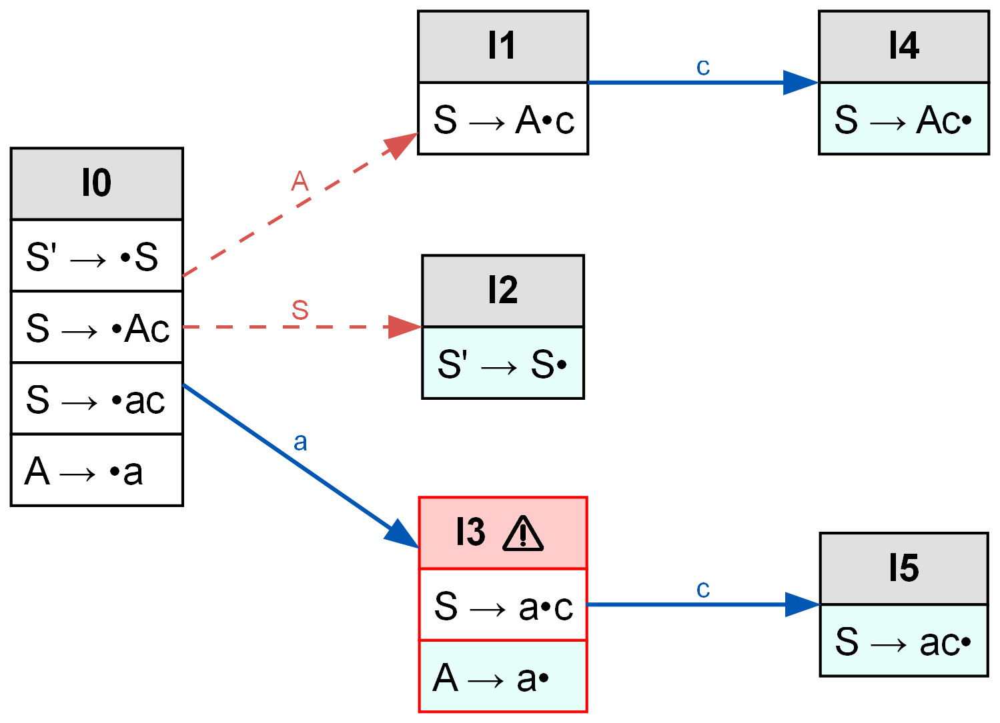 I0
S' → •S
S → •Ac
S → •ac
A → •a
A
S
a
I1
S → A•c
c
I4
S → Ac•
I2
S' → S•
I3
S → a•c
A → a•
c
I5
S → ac•